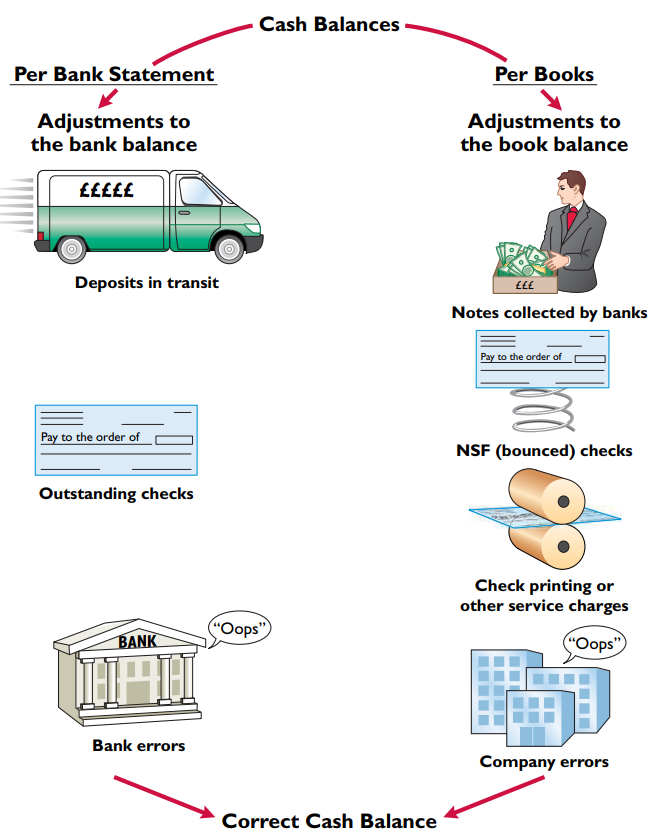 Cash Balances
Per Bank Statement
Adjustments to
the bank balance
£££££
Deposits in transit
Pay to the order of
Outstanding checks
BANK
“Oops”
Bank errors
Per Books
Adjustments to
the book balance
£££
Notes collected by banks
Pay to the order of
NSF (bounced) checks
Check printing or
other service charges
“Oops”
Company errors
Correct Cash Balance